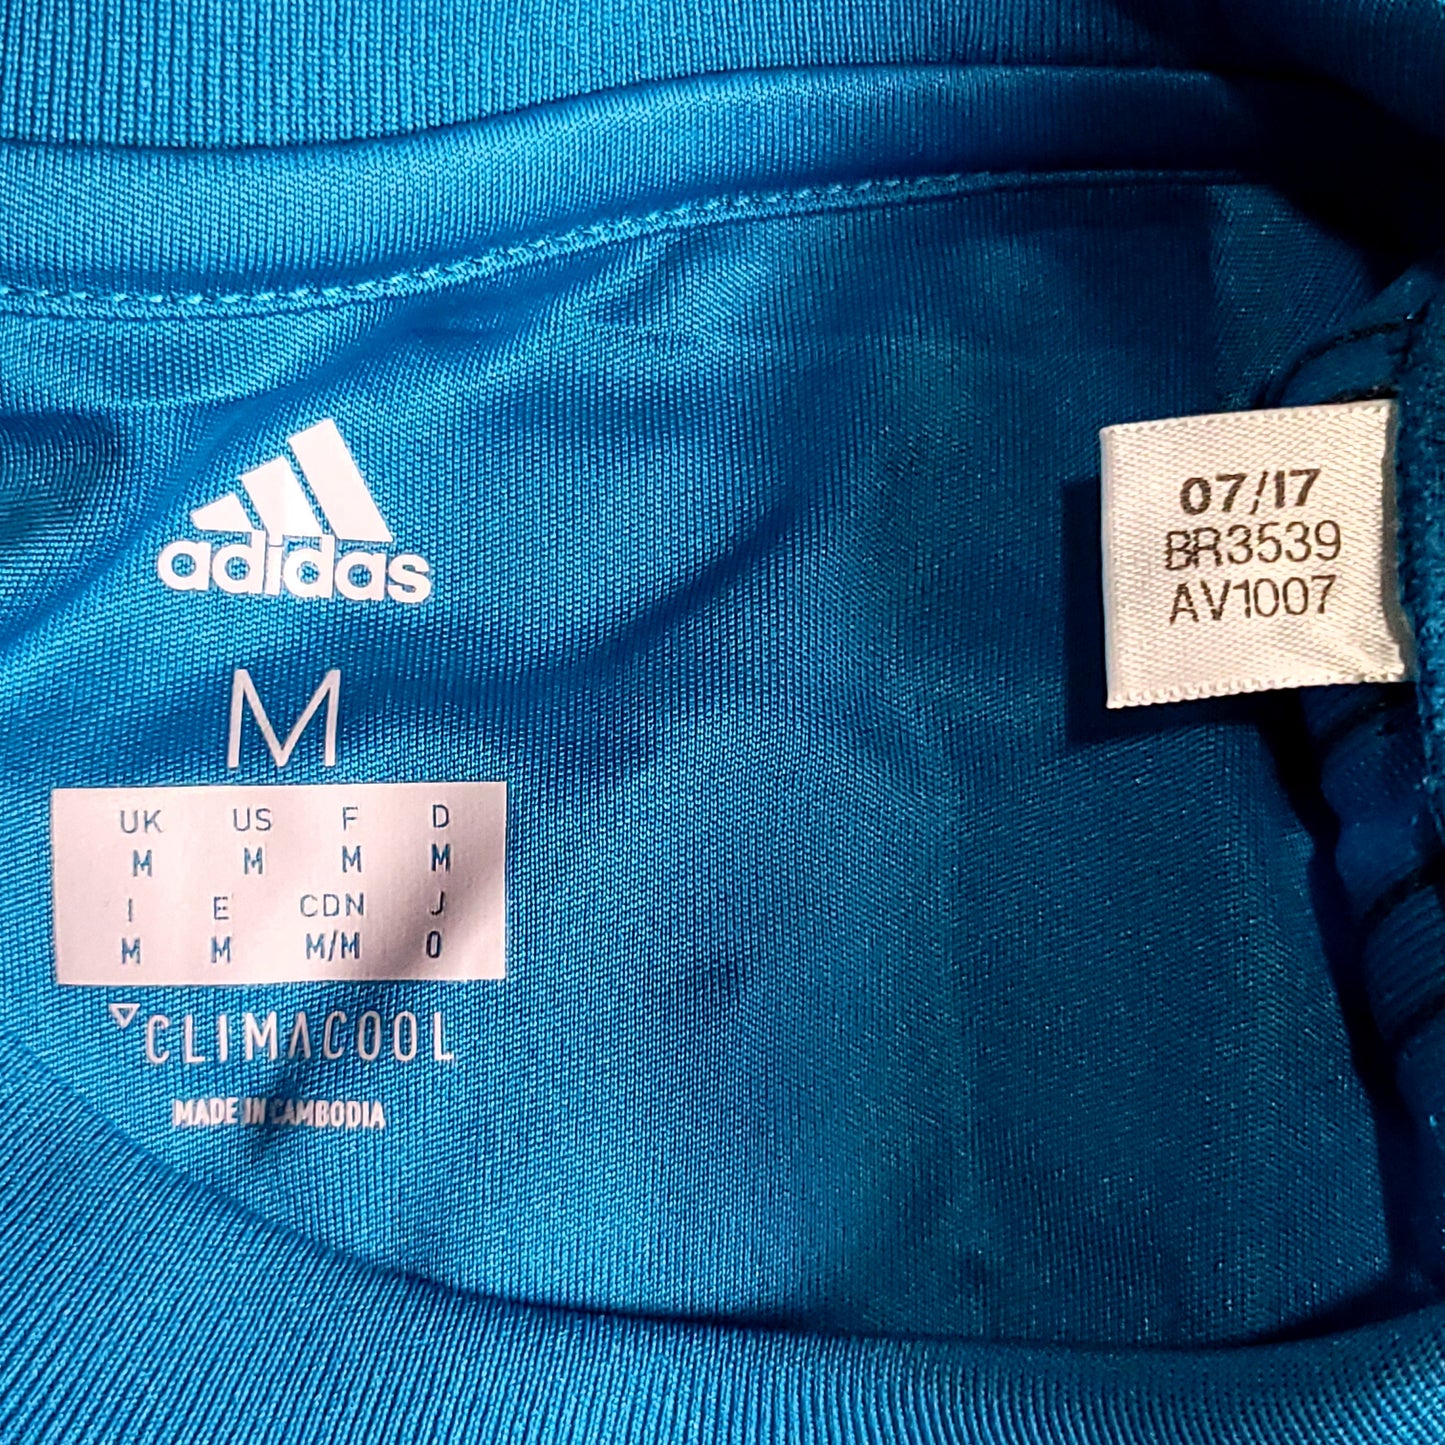 adidas
M
UK US F D
M M M M
I E CDN J
M M M/M O
CLIMACOOL
MADE IN CAMBODIA
07/17
BR3539
AV1007